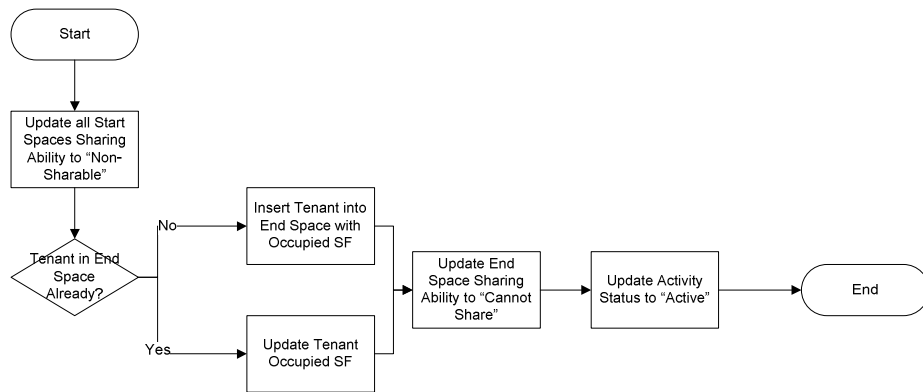 Start
Update all Start
Spaces Sharing
Ability to “Non-
Sharable”
Tenant in End
Space
Already?
No
Yes
Insert Tenant into
End Space with
Occupied SF
Update Tenant
Occupied SF
Update End
Space Sharing
Ability to “Cannot
Share”
Update Activity
Status to “Active”
End